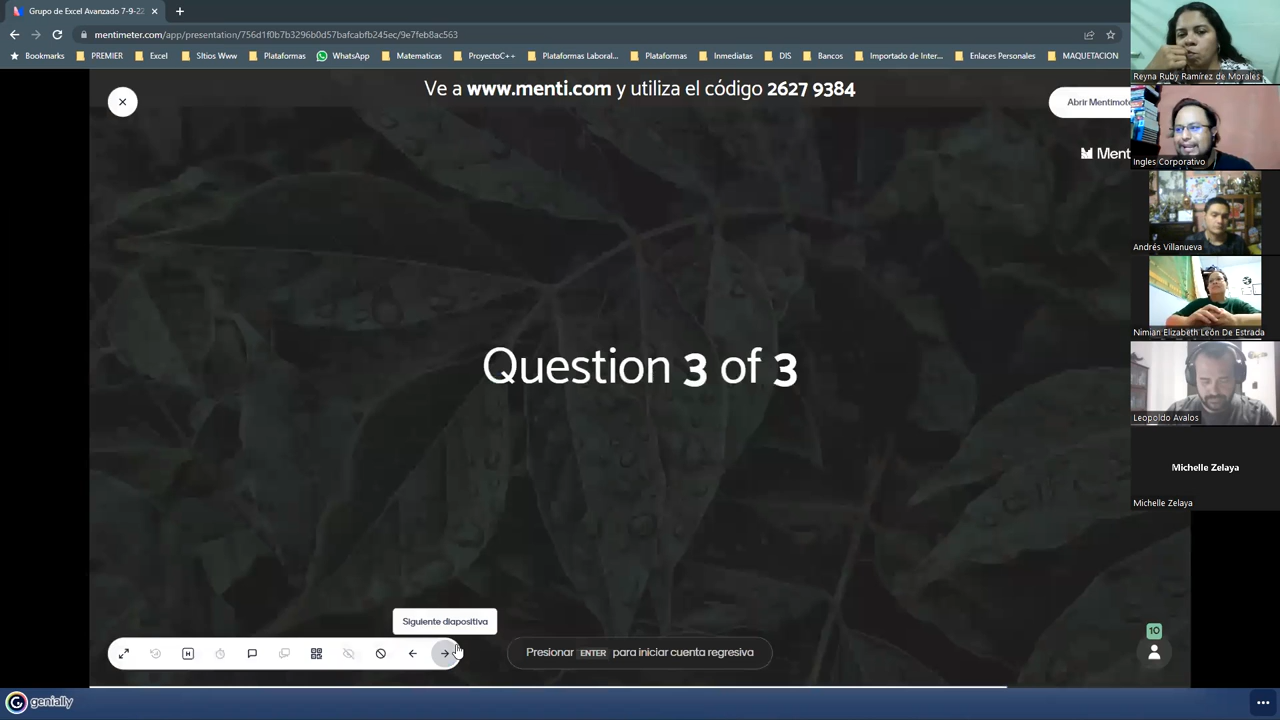 Grupo de Excel Avanzado 7-9-22
mentimeter.com/app/presentation/756d1f0b7b3296b0d57bafcabfb245ec/9e7feb8ac563
Bookmarks PREMIER Excel Sitios Www Plataformas WhatsApp Matematicas ProyectoC++ Plataformas Laboral... Plataformas Inmediatas DIS Bancos Importado de Inter... Enlaces Personales MAQUETACION
Reyna Ruby Ramírez de Morales
Ve a www.menti.com y utiliza el código 2627 9384
Abrir Mentimete
Ment
Ingles Corporativo
Andrés Villanueva
Nimian Elizabeth León De Estrada
Question 3 of 3
Leopoldo Avalos
Michelle Zelaya
Michelle Zelaya
Siguiente diapositiva
10
H
Presionar ENTER para iniciar cuenta regresiva
genially